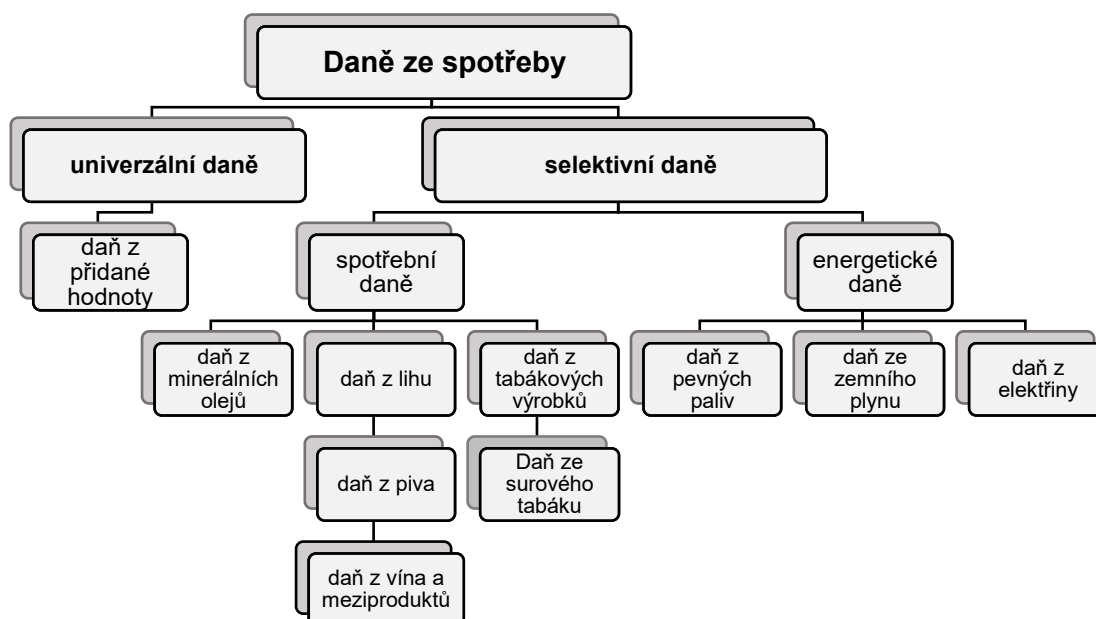 Daně ze spotřeby
univerzální daně
selektivní daně
daň z
přidané
hodnoty
spotřební
daně
energetické
daně
daň z
minerálních
olejů
daň z lihu
daň z
tabákových
výrobků
daň z
pevných
paliv
daň ze
zemního
plynu
daň z
elektřiny
daň z piva
Daň ze
surového
tabáku
daň z vína a
meziproduktů